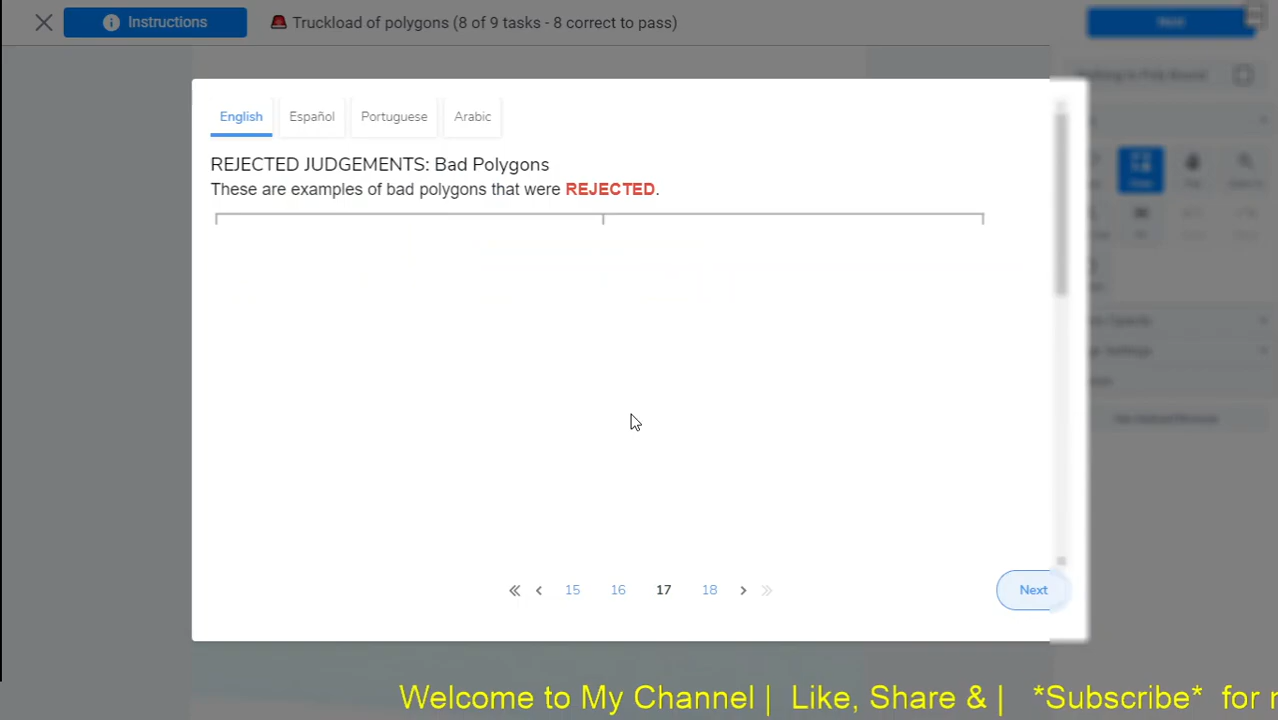 Instructions
🚨 Truckload of polygons (8 of 9 tasks - 8 correct to pass)
English
Español
Portuguese
Arabic
REJECTED JUDGEMENTS: Bad Polygons
These are examples of bad polygons that were REJECTED.
« ‹ 15 16 17 18 › »
Next
Welcome to My Channel | Like, Share & | *Subscribe* for